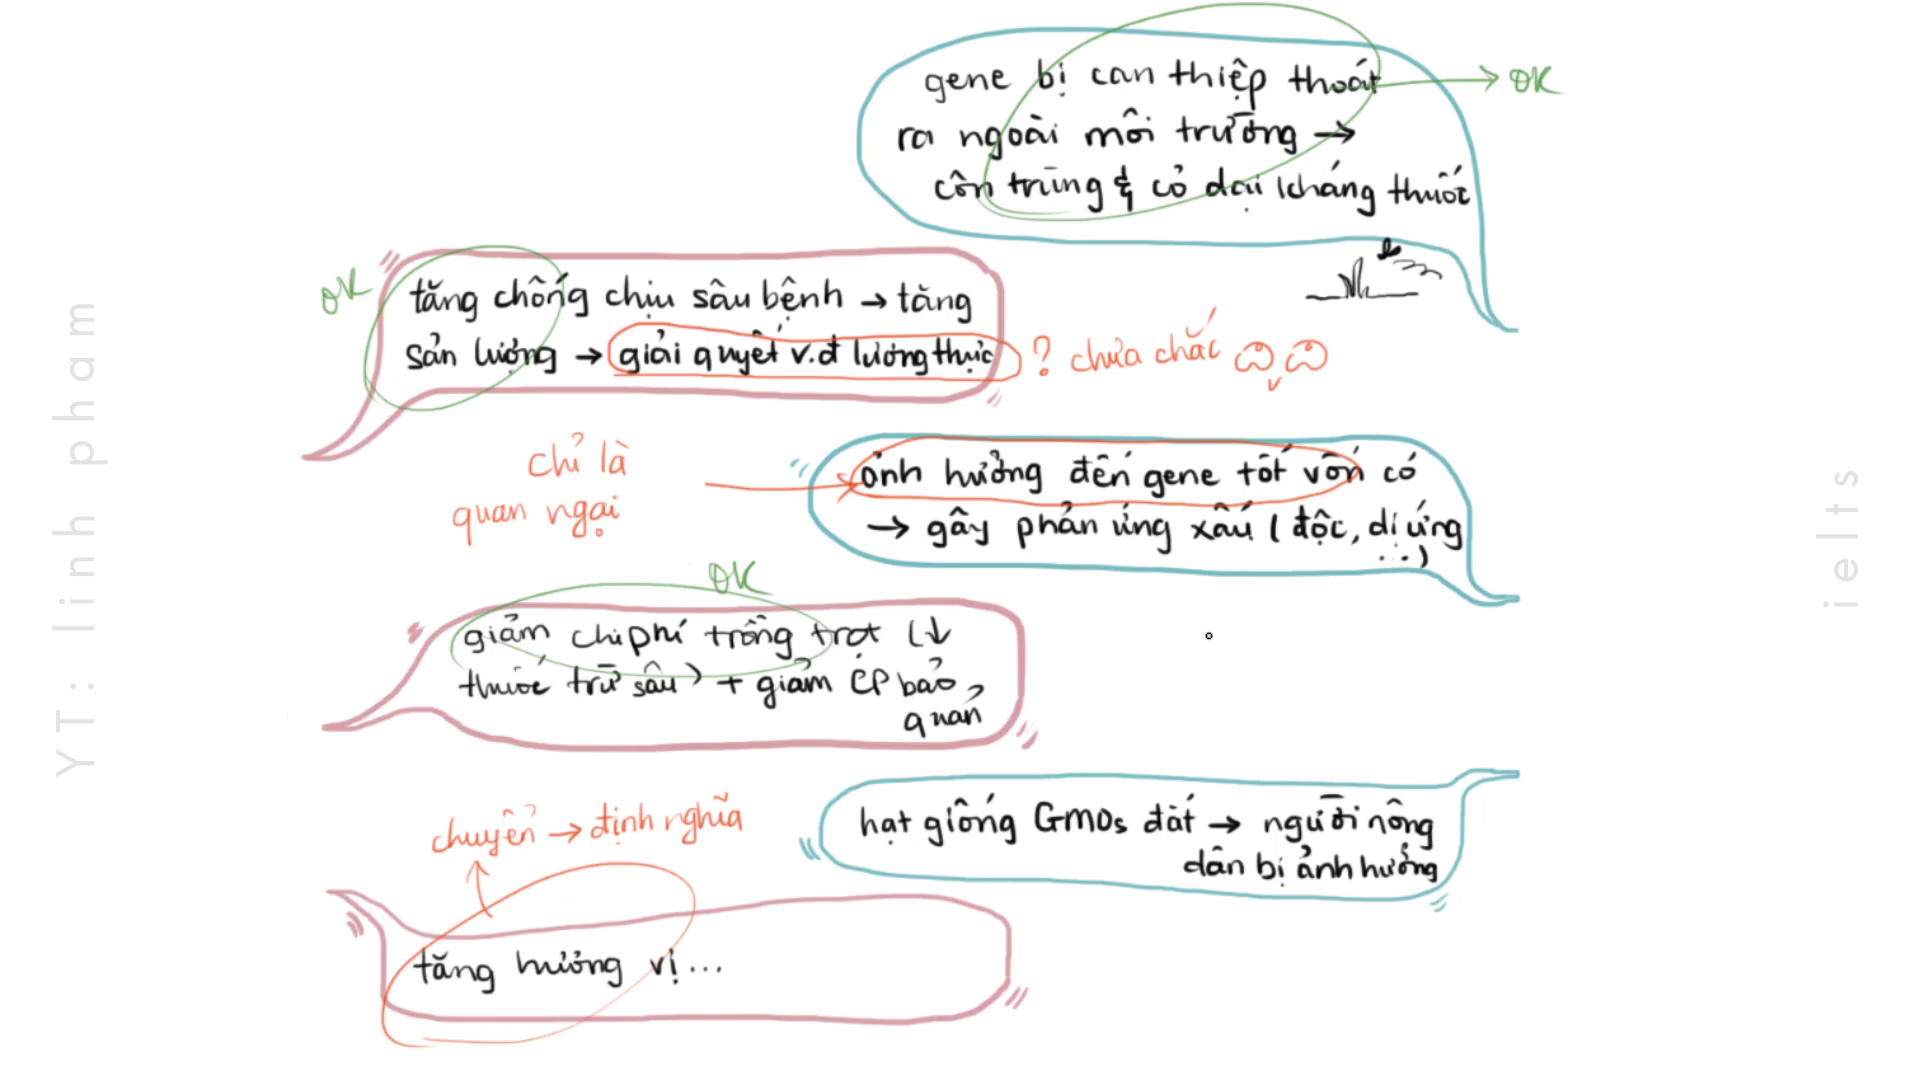 gene bị can thiệp thoát → OK
ra ngoài môi trường →
côn trùng & cỏ dại kháng thuốc
OK
tăng chống chịu sâu bệnh → tăng
sản lượng → giải quyết v.đ lương thực ? chưa chắc
chỉ là
quan ngại
ảnh hưởng đến gene tốt vốn có
→ gây phản ứng xấu ( độc, dị ứng
...)
OK
giảm chi phí trồng trọt (↓
thuốc trừ sâu) + giảm CP bảo
quản
hạt giống GMOs đắt → người nông
dân bị ảnh hưởng
chuyển → định nghĩa
tăng hương vị...
YT: linh pham
ielts